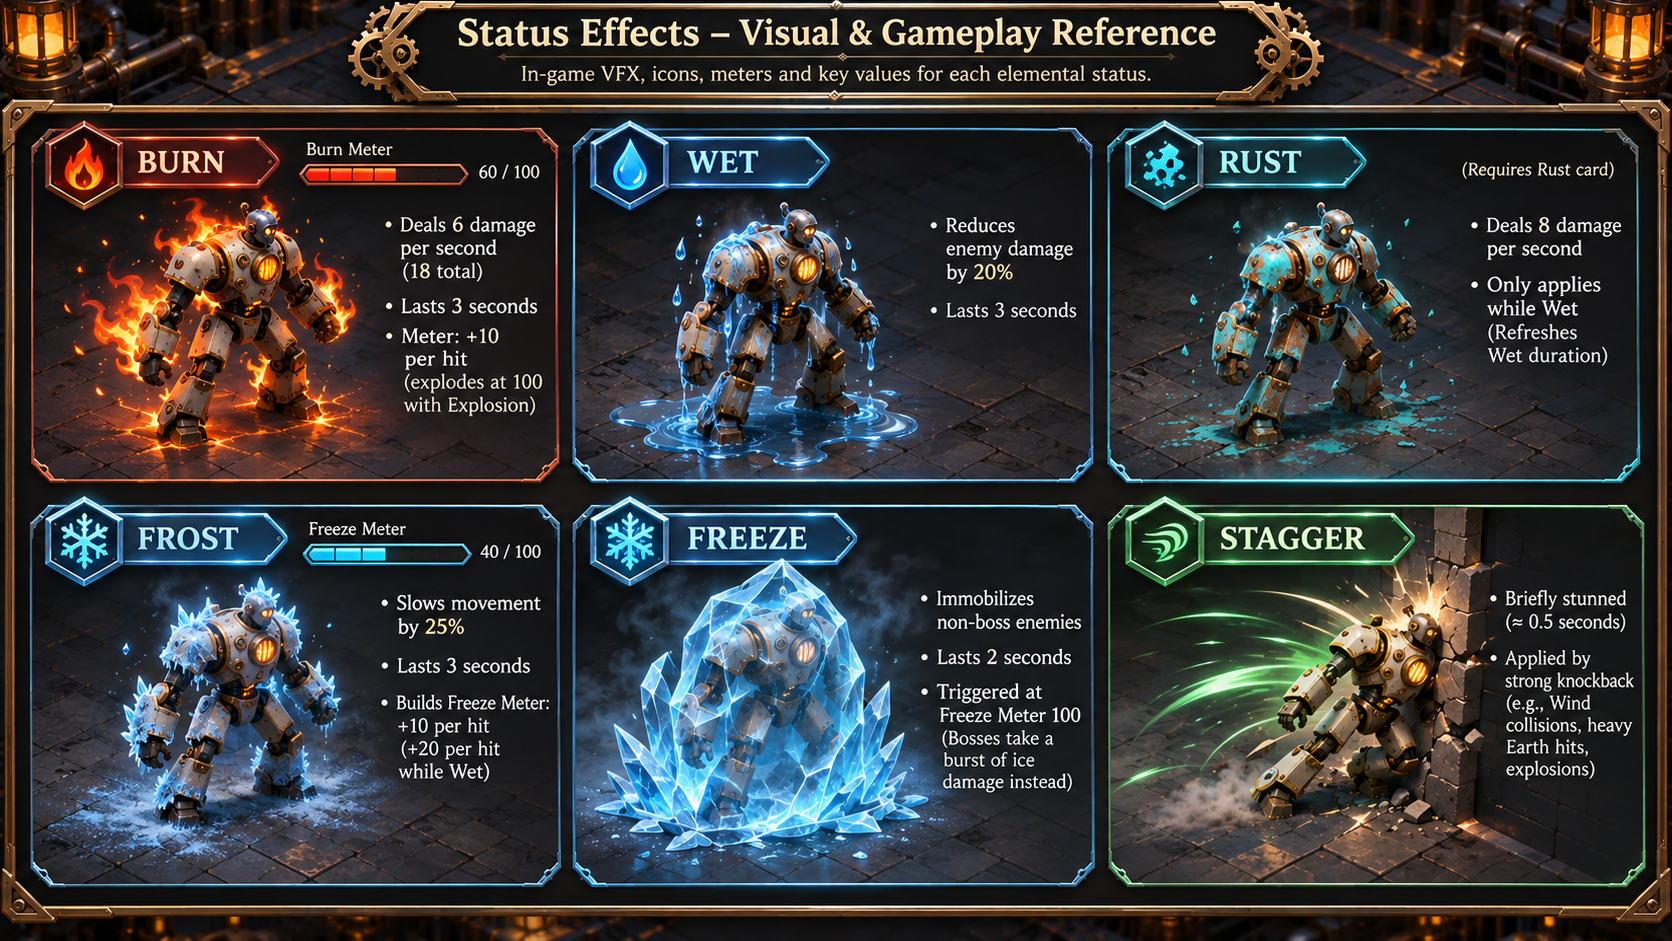 Status Effects – Visual & Gameplay Reference
In-game VFX, icons, meters and key values for each elemental status.
BURN
Burn Meter
60 / 100
• Deals 6 damage
per second
(18 total)
• Lasts 3 seconds
• Meter: +10
per hit
(explodes at 100
with Explosion)
WET
• Reduces
enemy damage
by 20%
• Lasts 3 seconds
RUST
(Requires Rust card)
• Deals 8 damage
per second
• Only applies
while Wet
(Refreshes
Wet duration)
FROST
Freeze Meter
40 / 100
• Slows movement
by 25%
• Lasts 3 seconds
• Builds Freeze Meter:
+10 per hit
(+20 per hit
while Wet)
FREEZE
• Immobilizes
non-boss enemies
• Lasts 2 seconds
• Triggered at
Freeze Meter 100
(Bosses take a
burst of ice
damage instead)
STAGGER
• Briefly stunned
(≈ 0.5 seconds)
• Applied by
strong knockback
(e.g., Wind
collisions, heavy
Earth hits,
explosions)